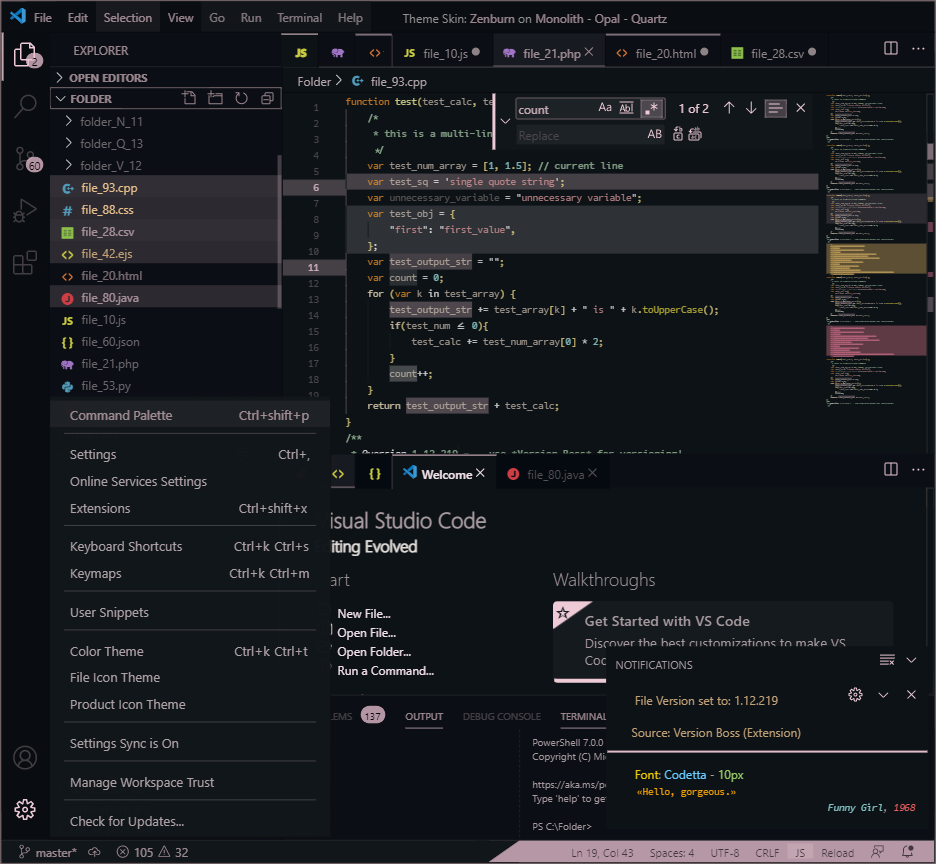 File Edit Selection View Go Run Terminal Help Theme Skin: Zenburn on Monolith - Opal - Quartz
EXPLORER
2
OPEN EDITORS
FOLDER
folder_N_11
folder_Q_13
folder_V_12
60
file_93.cpp
file_88.css
file_28.csv
file_42.ejs
file_20.html
file_80.java
JS file_10.js
{} file_60.json
file_21.php
file_53.py
JS
JS file_10.js
file_21.php
file_20.html
file_28.csv
Folder > file_93.cpp
count Aa Abl .* 1 of 2
Replace AB
1 function test(test_calc, te
2 /*
3 * this is a multi-lin
4 */
5 var test_num_array = [1, 1.5]; // current line
6 var test_sq = 'single quote string';
7 var unnecessary_variable = "unnecessary variable";
8 var test_obj = {
9 "first": "first_value",
10 };
11 var test_output_str = "";
12 var count = 0;
13 for (var k in test_array) {
14 test_output_str += test_array[k] + " is " + k.toUpperCase();
15 if(test_num ≤ 0){
16 test_calc += test_num_array[0] * 2;
17 }
18 count++;
19 }
return test_output_str + test_calc;
}
/**
Command Palette Ctrl+shift+p
Settings Ctrl+,
Online Services Settings
Extensions Ctrl+shift+x
Keyboard Shortcuts Ctrl+k Ctrl+s
Keymaps Ctrl+k Ctrl+m
User Snippets
Color Theme Ctrl+k Ctrl+t
File Icon Theme
Product Icon Theme
Settings Sync is On
Manage Workspace Trust
Check for Updates...
{}
Welcome
file_80.java
isual Studio Code
iting Evolved
art
New File...
Open File...
Open Folder...
Run a Command...
Walkthroughs
Get Started with VS Code
Discover the best customizations to make VS
Cod
LEMS 137 OUTPUT DEBUG CONSOLE TERMINAL
PowerShell 7.0.0
Copyright (C) Mi
https://aka.ms/p
Type 'help' to ge
PS C:\Folder>
NOTIFICATIONS
File Version set to: 1.12.219
Source: Version Boss (Extension)
Font: Codetta - 10px
«Hello, gorgeous.»
Funny Girl, 1968
master* 105 32 Ln 19, Col 43 Spaces: 4 UTF-8 CRLF JS Reload